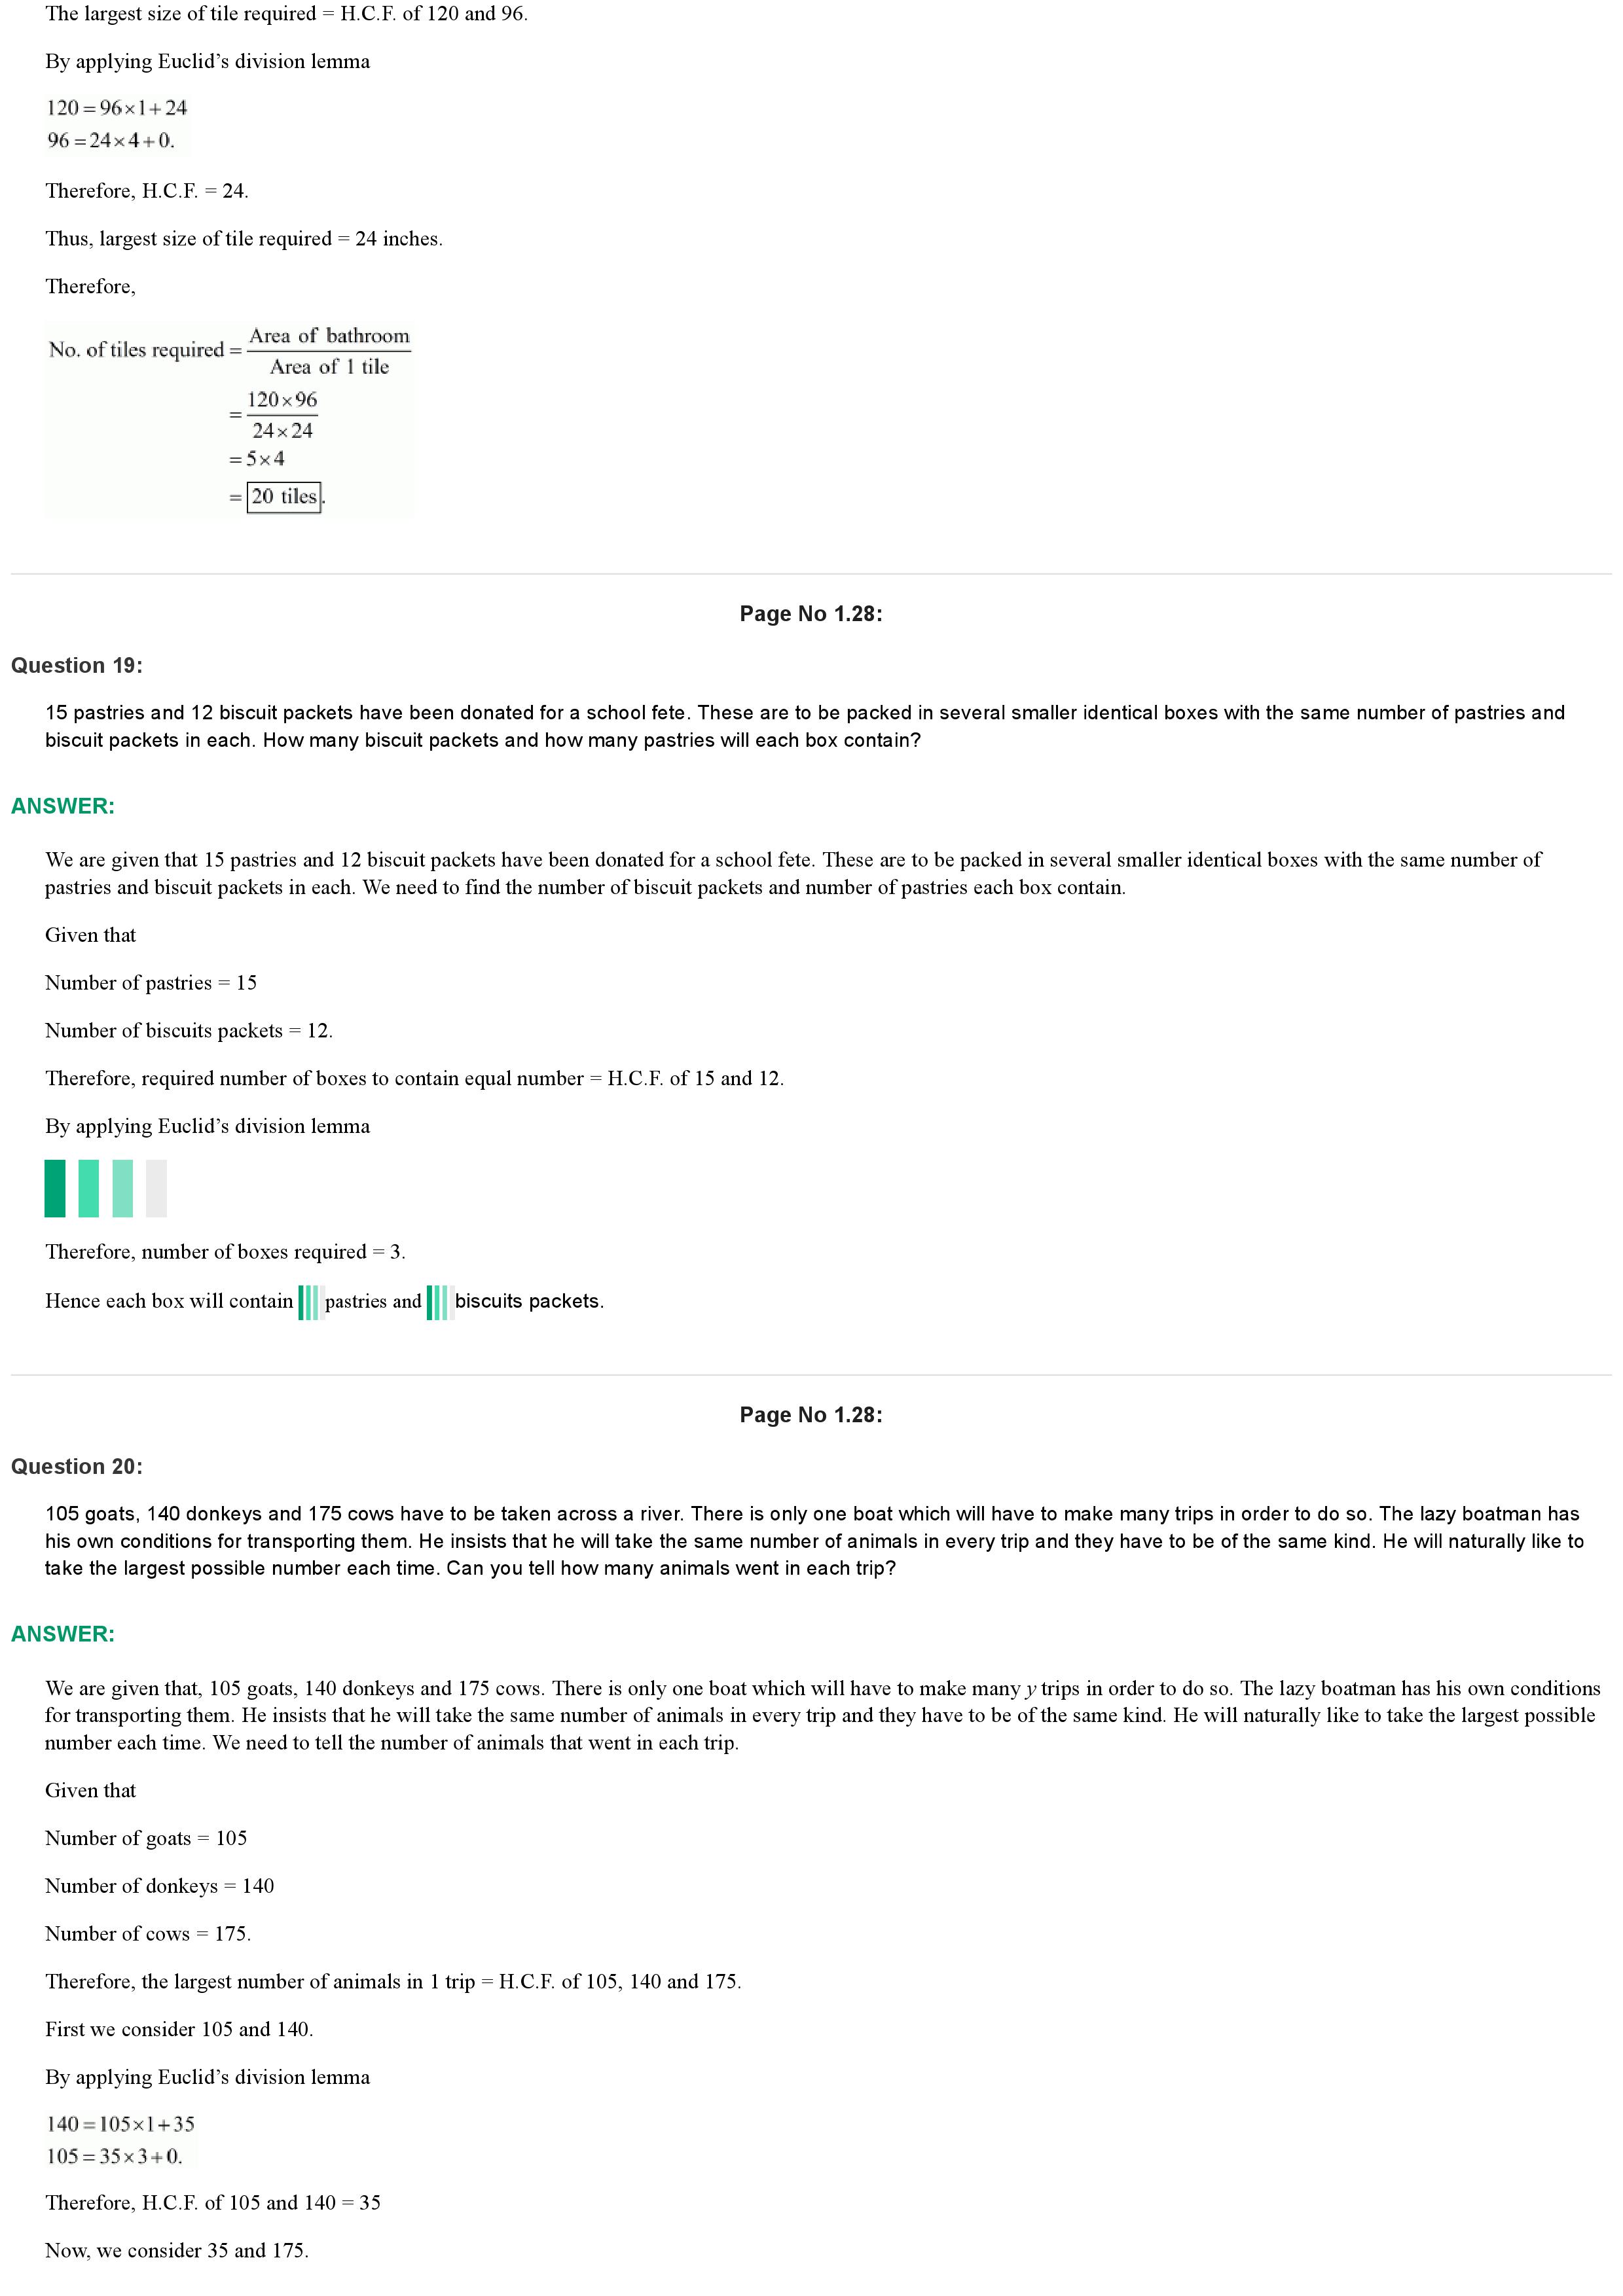 The largest size of tile required = H.C.F. of 120 and 96.
By applying Euclid’s division lemma
120 = 96×1+24
96 = 24×4+0.
Therefore, H.C.F. = 24.
Thus, largest size of tile required = 24 inches.
Therefore,
No. of tiles required = Area of bathroom / Area of 1 tile
= 120×96 / 24×24
= 5×4
= 20 tiles.
Page No 1.28:
Question 19:
15 pastries and 12 biscuit packets have been donated for a school fete. These are to be packed in several smaller identical boxes with the same number of pastries and
biscuit packets in each. How many biscuit packets and how many pastries will each box contain?
ANSWER:
We are given that 15 pastries and 12 biscuit packets have been donated for a school fete. These are to be packed in several smaller identical boxes with the same number of
pastries and biscuit packets in each. We need to find the number of biscuit packets and number of pastries each box contain.
Given that
Number of pastries = 15
Number of biscuits packets = 12.
Therefore, required number of boxes to contain equal number = H.C.F. of 15 and 12.
By applying Euclid’s division lemma
Therefore, number of boxes required = 3.
Hence each box will contain pastries and biscuits packets.
Page No 1.28:
Question 20:
105 goats, 140 donkeys and 175 cows have to be taken across a river. There is only one boat which will have to make many trips in order to do so. The lazy boatman has
his own conditions for transporting them. He insists that he will take the same number of animals in every trip and they have to be of the same kind. He will naturally like to
take the largest possible number each time. Can you tell how many animals went in each trip?
ANSWER:
We are given that, 105 goats, 140 donkeys and 175 cows. There is only one boat which will have to make many y trips in order to do so. The lazy boatman has his own conditions
for transporting them. He insists that he will take the same number of animals in every trip and they have to be of the same kind. He will naturally like to take the largest possible
number each time. We need to tell the number of animals that went in each trip.
Given that
Number of goats = 105
Number of donkeys = 140
Number of cows = 175.
Therefore, the largest number of animals in 1 trip = H.C.F. of 105, 140 and 175.
First we consider 105 and 140.
By applying Euclid’s division lemma
140 = 105×1+35
105 = 35×3+0.
Therefore, H.C.F. of 105 and 140 = 35
Now, we consider 35 and 175.